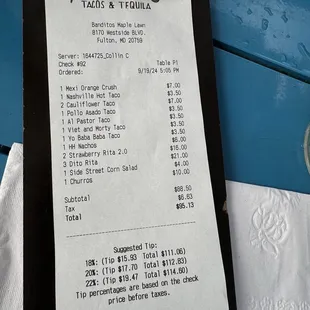 TACOS & TEQUILA
Banditos Maple Lawn
8170 Westside BLVD.
Fulton, MD 20759
Server: 1644725_Collin C
Check #92 Table P1
Ordered: 9/19/24 5:05 PM
1 Mexi Orange Crush $7.00
1 Nashville Hot Taco $3.50
2 Cauliflower Taco $7.00
1 Pollo Asado Taco $3.50
1 Al Pastor Taco $3.50
1 Viet and Morty Taco $3.50
1 Yo Baba Baba Taco $3.50
1 HH Nachos $6.00
2 Strawberry Rita 2.0 $16.00
3 Dito Rita $21.00
1 Side Street Corn Salad $4.00
1 Churros $10.00
Subtotal $88.50
Tax $6.63
Total $95.13
Suggested Tip:
18%: (Tip $15.93 Total $111.06)
20%: (Tip $17.70 Total $112.83)
22%: (Tip $19.47 Total $114.60)
Tip percentages are based on the check
price before taxes.